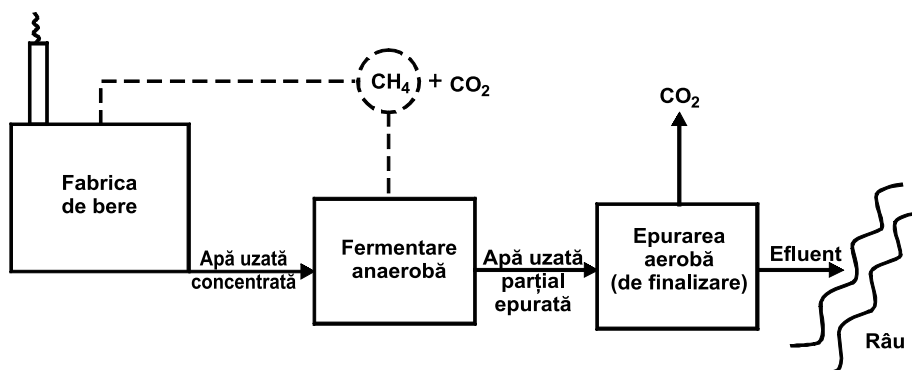 CH4 + CO2
CO2
Fabrica
de bere
Apă uzată
concentrată
Fermentare
anaerobă
Apă uzată
parțial
epurată
Epurarea
aerobă
(de finalizare)
Efluent
Râu